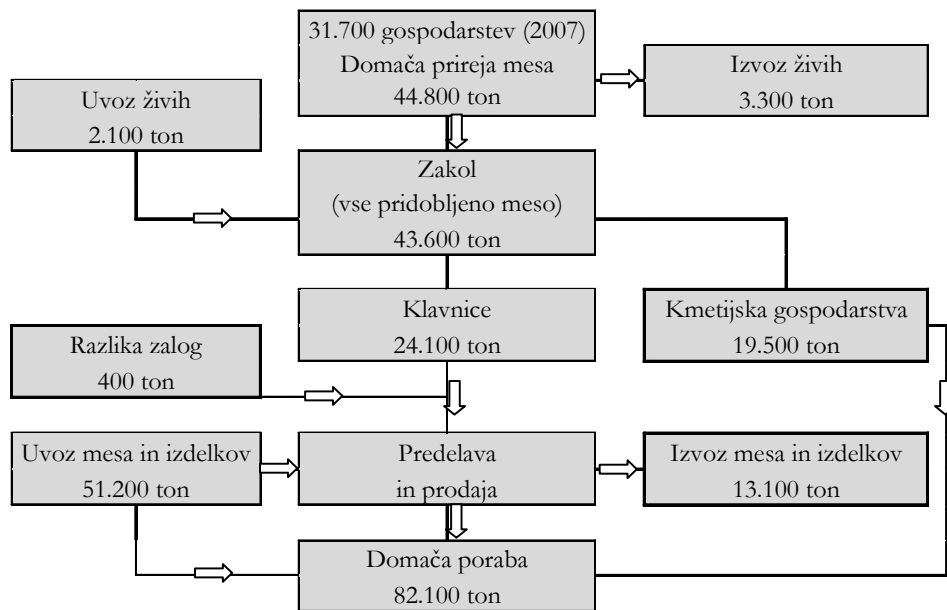 31.700 gospodarstev (2007)
Domača prireja mesa
44.800 ton
Izvoz živih
3.300 ton
Uvoz živih
2.100 ton
Zakol
(vse pridobljeno meso)
43.600 ton
Klavnice
24.100 ton
Kmetijska gospodarstva
19.500 ton
Razlika zalog
400 ton
Uvoz mesa in izdelkov
51.200 ton
Predelava
in prodaja
Izvoz mesa in izdelkov
13.100 ton
Domača poraba
82.100 ton